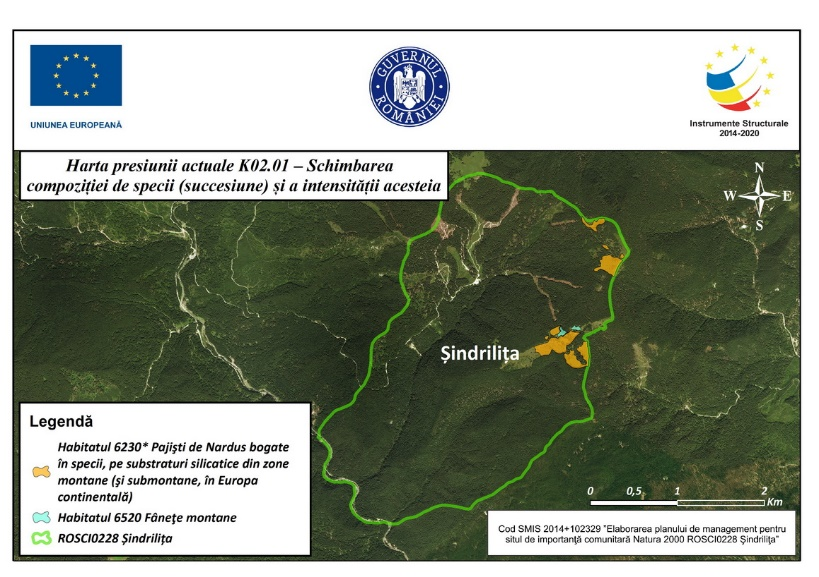 UNIUNEA EUROPEANĂ
GUVERNUL ROMÂNIEI
Instrumente Structurale
2014-2020
Harta presiunii actuale K02.01 – Schimbarea
compoziției de specii (succesiune) și a intensității acesteia
N
W E
S
Șindrilița
Legendă
Habitatul 6230* Pajiști de Nardus bogate
în specii, pe substraturi silicatice din zone
montane (și submontane, în Europa
continentală)
Habitatul 6520 Fânețe montane
ROSCI0228 Șindrilița
0 0,5 1 2
Km
Cod SMIS 2014+102329 "Elaborarea planului de management pentru
situl de importanță comunitară Natura 2000 ROSCI0228 Șindrilița"